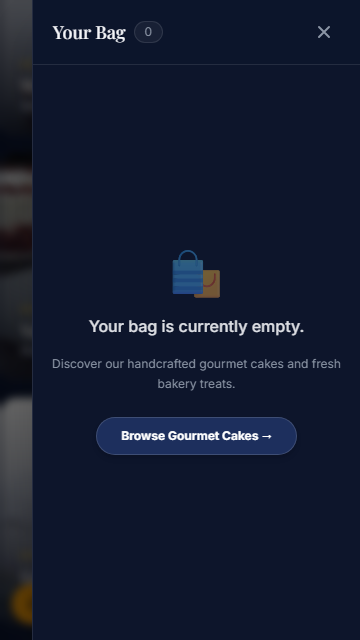 Your Bag 0 ✕
Your bag is currently empty.
Discover our handcrafted gourmet cakes and fresh
bakery treats.
Browse Gourmet Cakes →